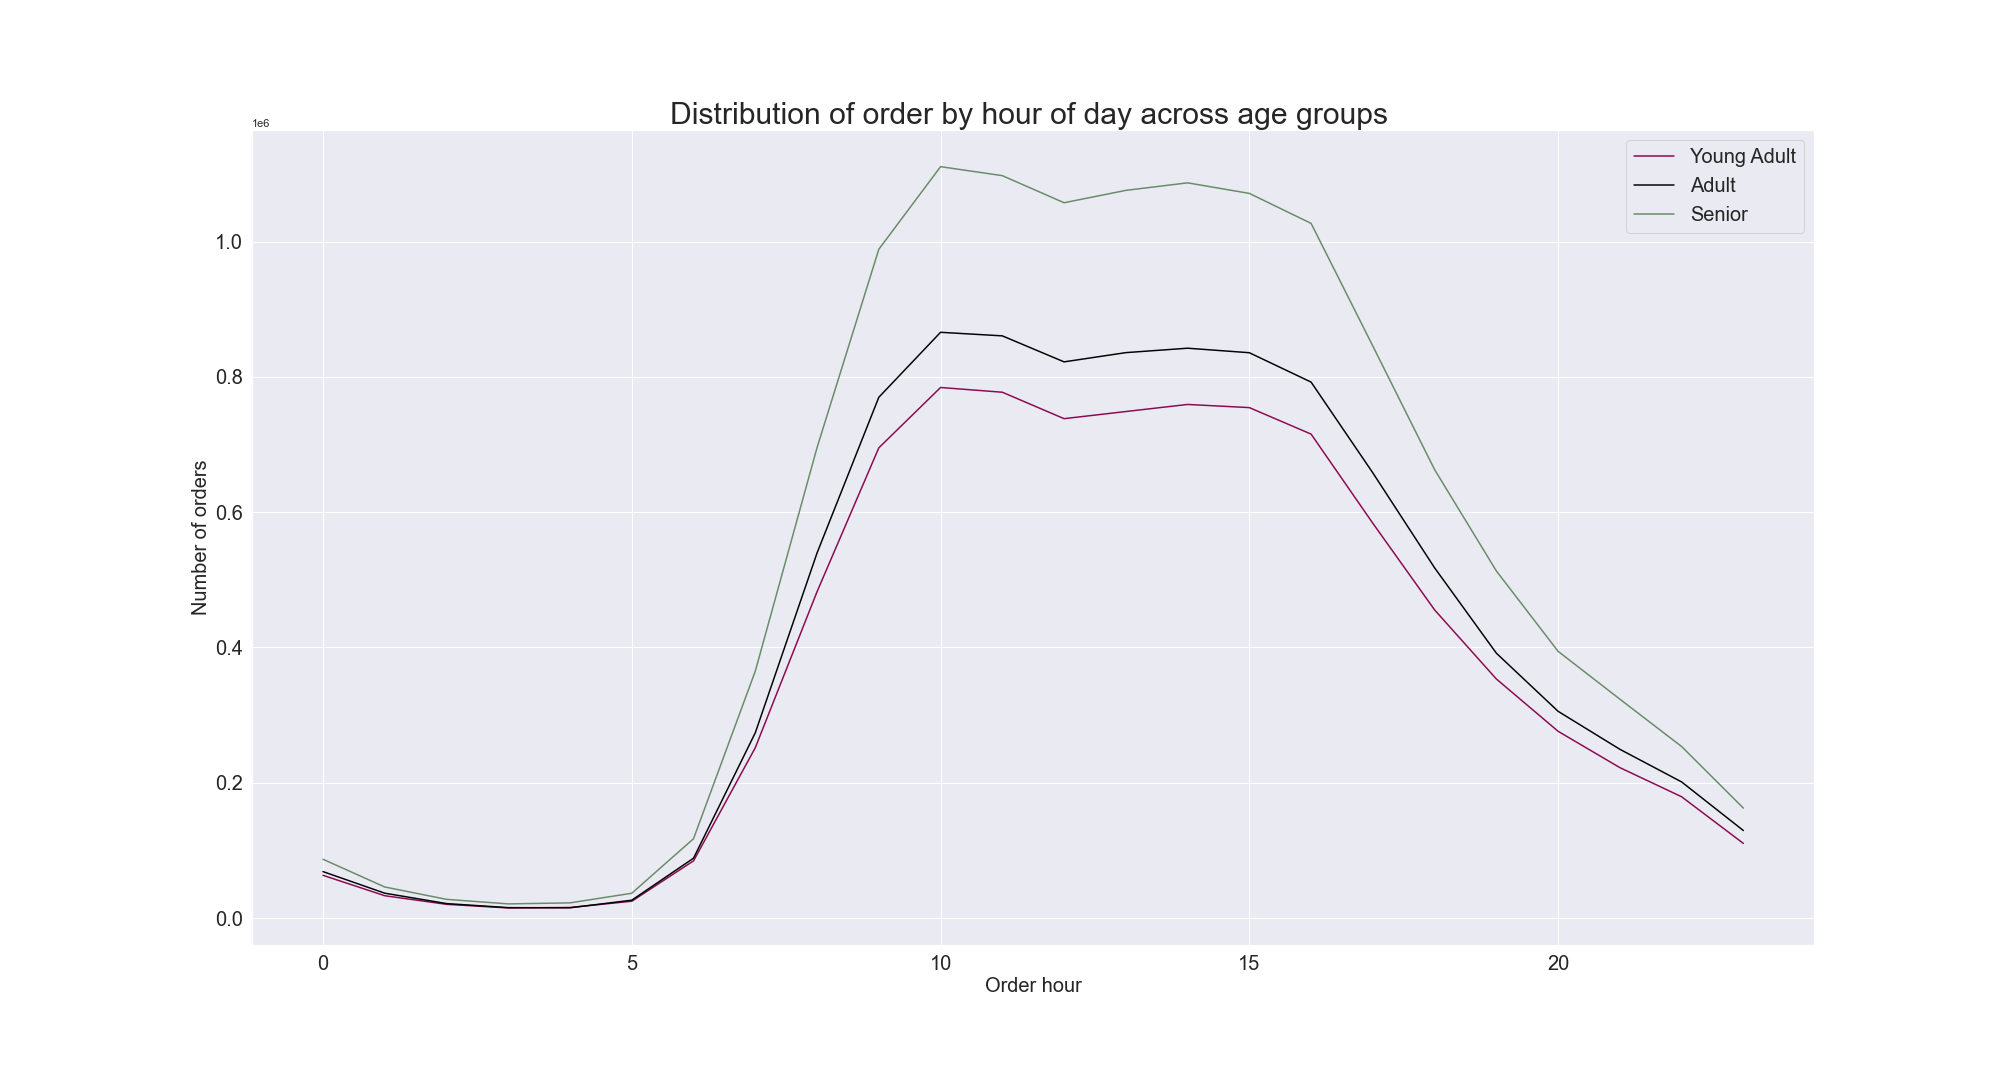 Distribution of order by hour of day across age groups
1e6
Young Adult
Adult
Senior
1.0
0.8
0.6
0.4
0.2
0.0
Number of orders
0 5 10 15 20
Order hour